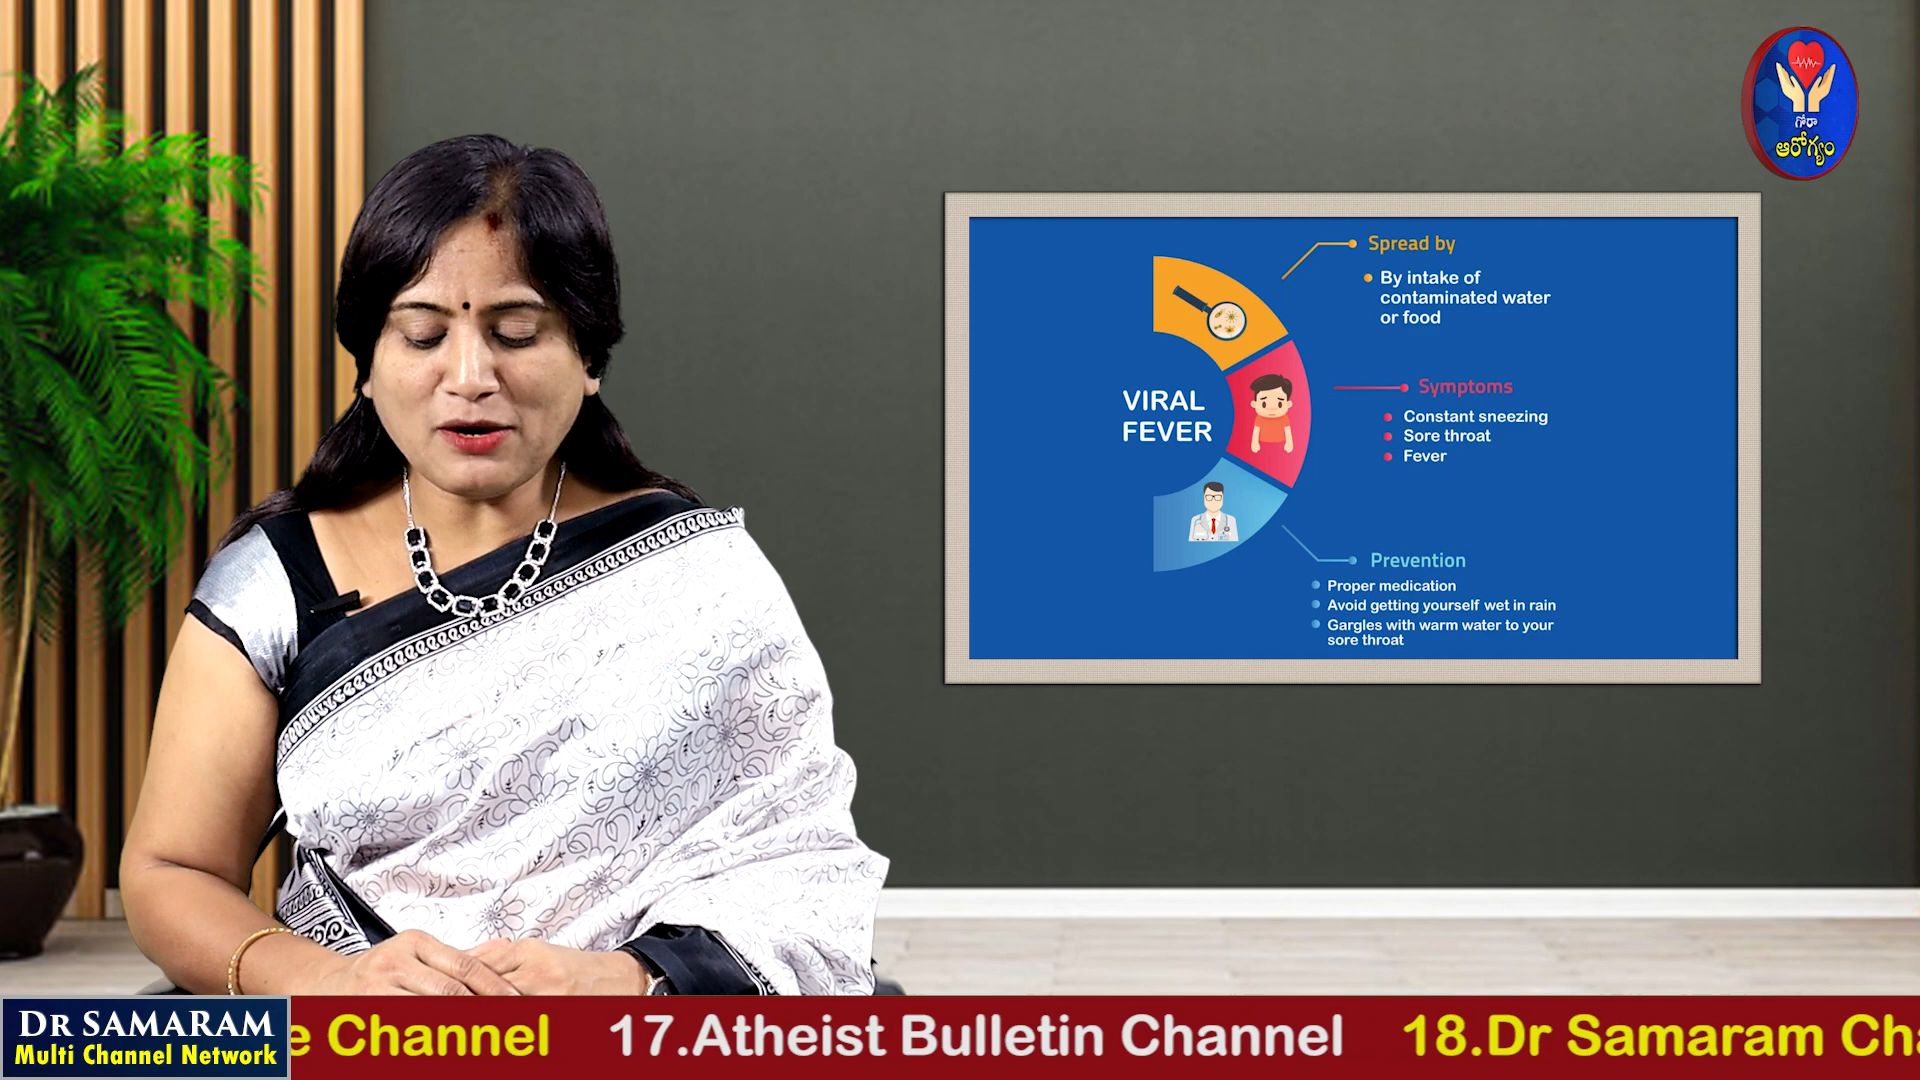 గోరా
ఆరోగ్యం
Spread by
By intake of
contaminated water
or food
VIRAL
FEVER
Symptoms
Constant sneezing
Sore throat
Fever
Prevention
Proper medication
Avoid getting yourself wet in rain
Gargles with warm water to your
sore throat
DR SAMARAM
Multi Channel Network
e Channel 17.Atheist Bulletin Channel 18.Dr Samaram Cha